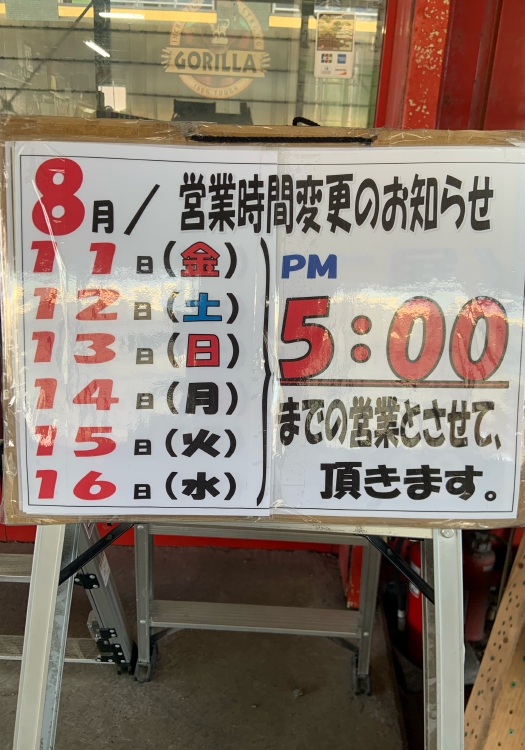 GORILLA
8月/ 営業時間変更のお知らせ
11日(金)
12日(土)
13日(日)
14日(月)
15日(火)
16日(水)
PM
5:00
までの営業とさせて、
頂きます。